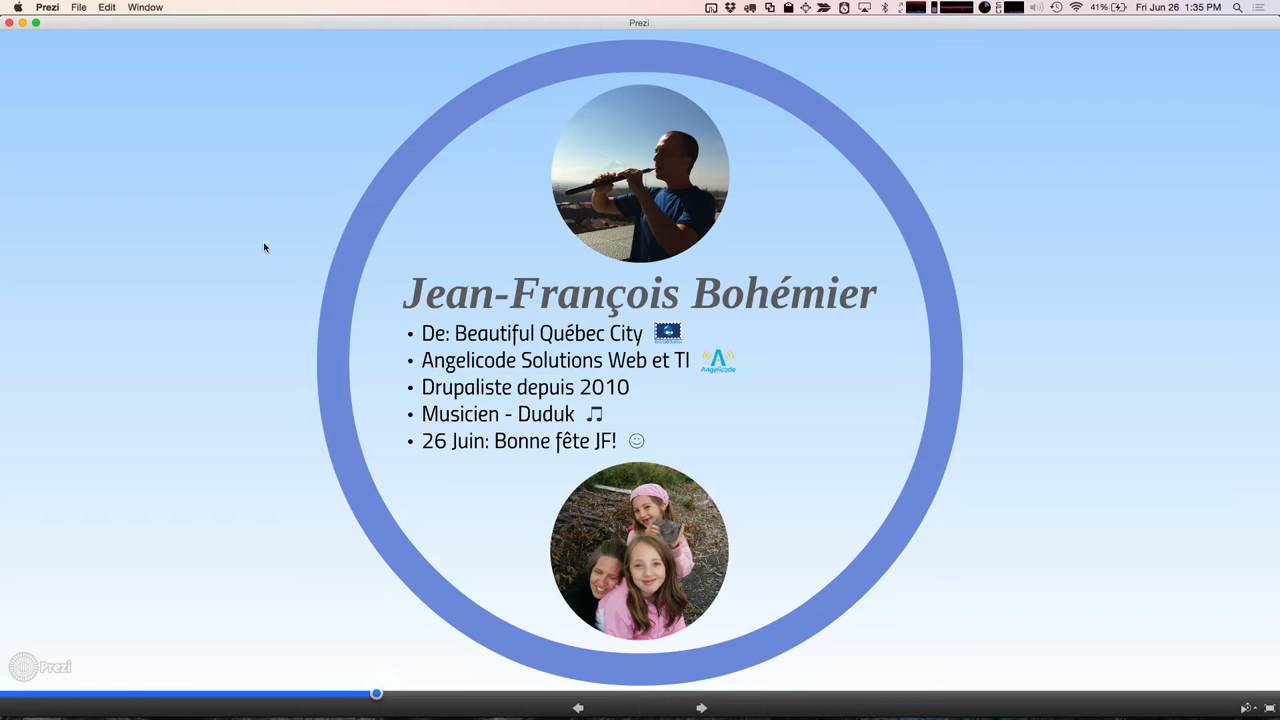 Prezi File Edit Window 41% Fri Jun 26 1:35 PM
Prezi
Jean-François Bohémier
• De: Beautiful Québec City
• Angelicode Solutions Web et TI
Angelicode
• Drupaliste depuis 2010
• Musicien - Duduk
• 26 Juin: Bonne fête JF!
Prezi